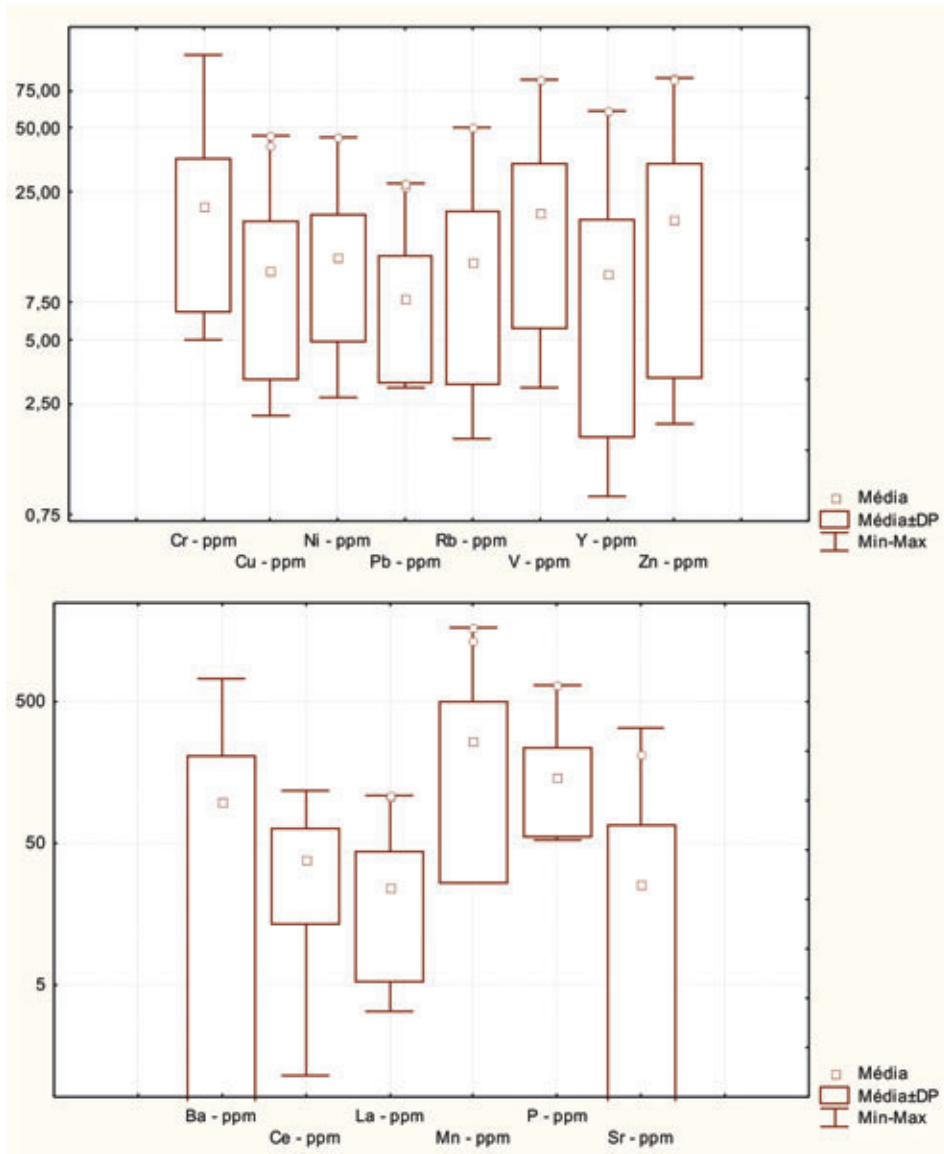 75,00
50,00
25,00
7,50
5,00
2,50
0,75
Cr - ppm
Ni - ppm
Rb - ppm
Y - ppm
Cu - ppm
Pb - ppm
V - ppm
Zn - ppm
Média
Média±DP
Min-Max
500
50
5
Ba - ppm
La - ppm
P - ppm
Ce - ppm
Mn - ppm
Sr - ppm
Média
Média±DP
Min-Max